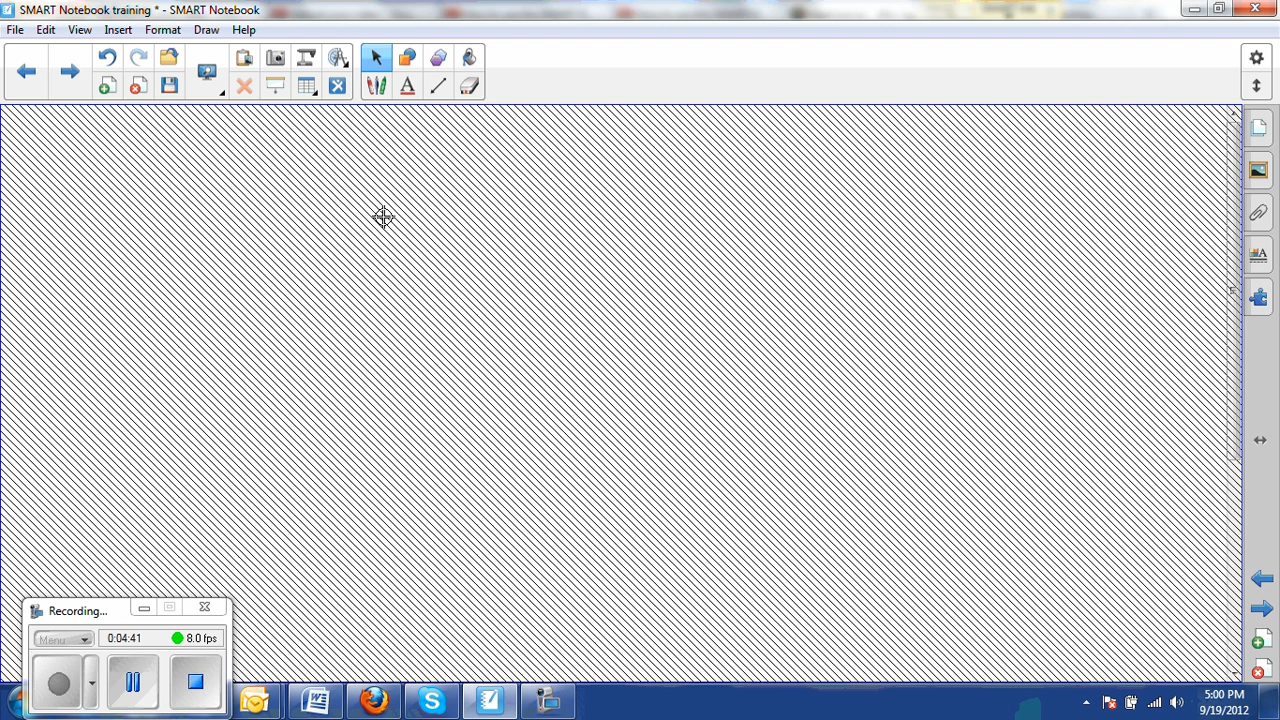 SMART Notebook training * - SMART Notebook
File Edit View Insert Format Draw Help
Recording...
Menu 0:04:41 8.0 fps
5:00 PM
9/19/2012